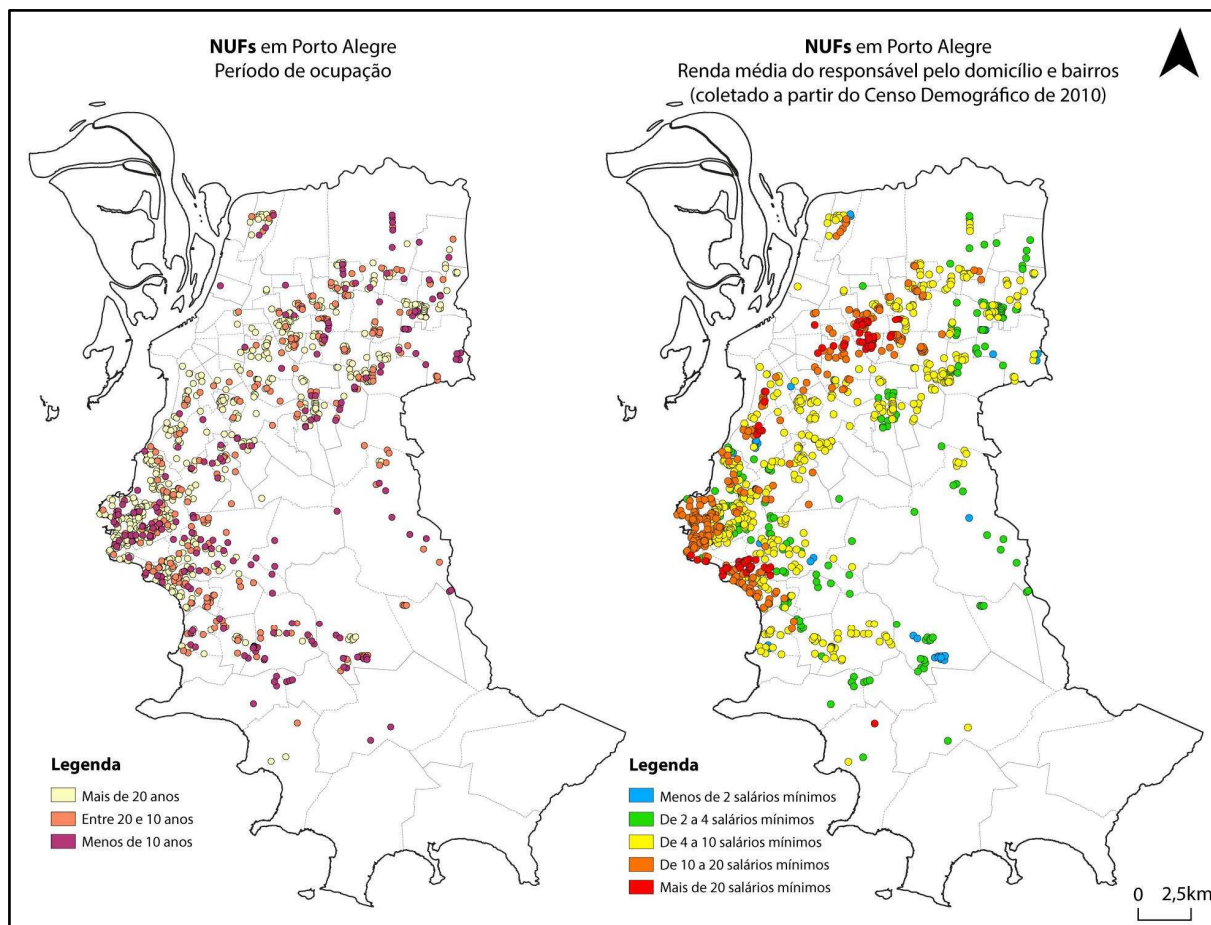 NUFs em Porto Alegre
Período de ocupação
NUFs em Porto Alegre
Renda média do responsável pelo domicílio e bairros
(coletado a partir do Censo Demográfico de 2010)
Legenda
Mais de 20 anos
Entre 20 e 10 anos
Menos de 10 anos
Legenda
Menos de 2 salários mínimos
De 2 a 4 salários mínimos
De 4 a 10 salários mínimos
De 10 a 20 salários mínimos
Mais de 20 salários mínimos
0 2,5km